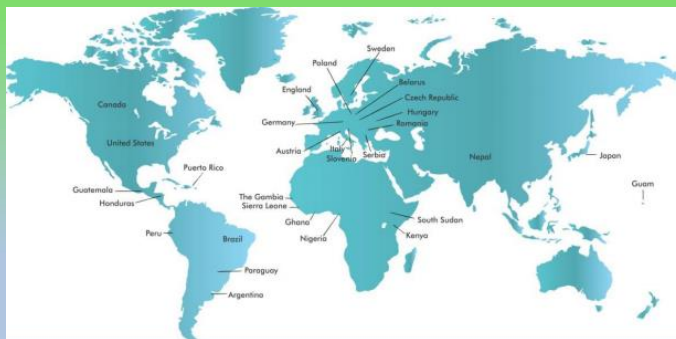 Sweden
Poland
Belarus
England
Czech Republic
Canada
Hungary
Germany
Romania
United States
Austria
Italy
Serbia
Slovenia
Nepal
Japan
Puerto Rico
Guatemala
Guam
Honduras
The Gambia
Sierra Leone
South Sudan
Ghana
Peru
Brazil
Nigeria
Kenya
Paraguay
Argentina